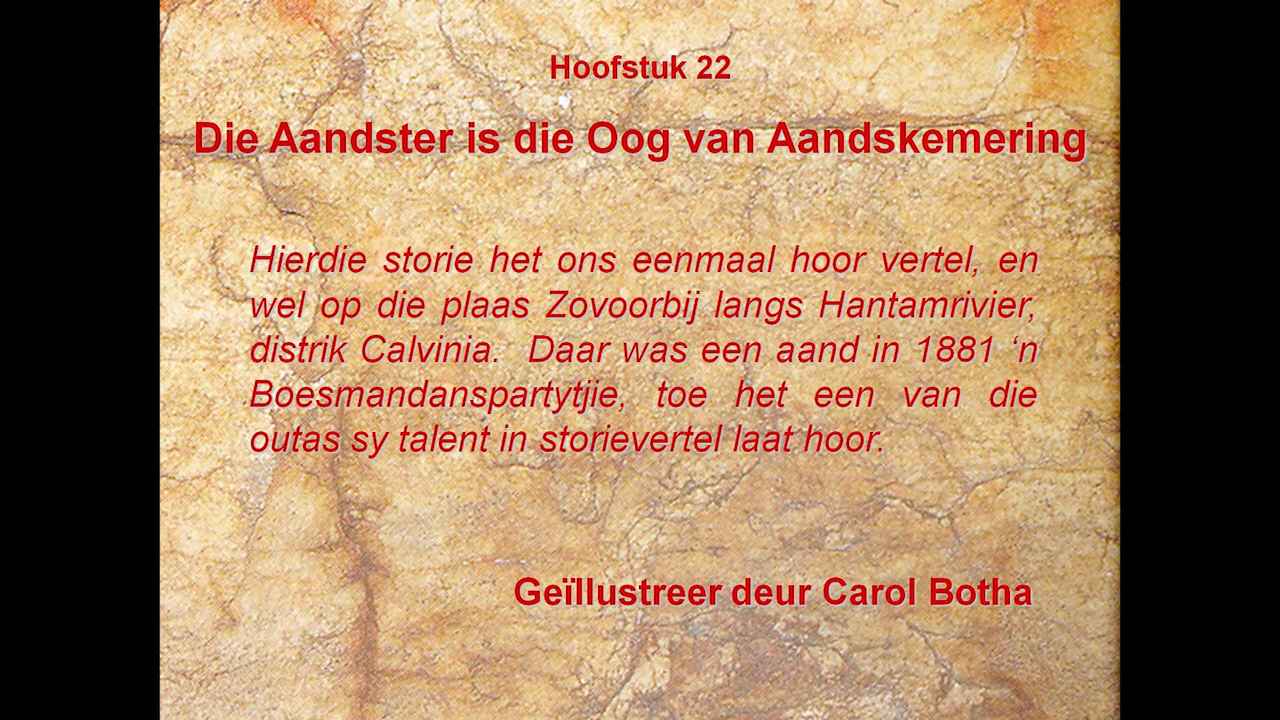 Hoofstuk 22
Die Aandster is die Oog van Aandskemering
Hierdie storie het ons eenmaal hoor vertel, en
wel op die plaas Zovoorbij langs Hantamrivier,
distrik Calvinia.  Daar was een aand in 1881 ‘n
Boesmandanspartytjie, toe het een van die
outas sy talent in storievertel laat hoor.
Geïllustreer deur Carol Botha